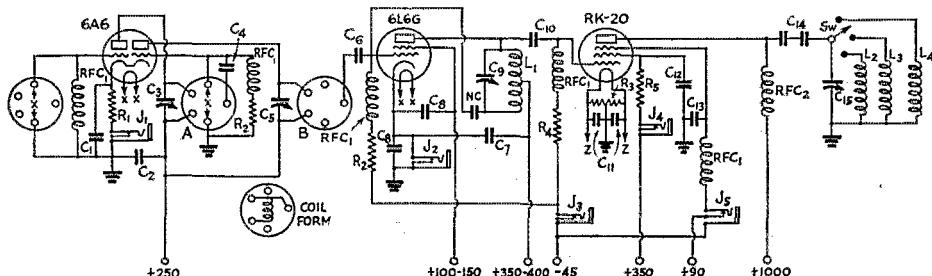 6A6
6L6G
RK-20
RFC1
C1
R1
J1
C2
C3
A
C4
RFC1
R2
C5
B
COIL FORM
C6
RFC1
R2
C8
J2
C8
NC
C9
L1
C7
C10
RFC1
R4
J3
Z
C11
Z
R3
R5
J4
C12
C13
RFC1
J5
RFC2
C14
SW
C15
L2
L3
L4
X
X
X
X
X
X
+250
+100-150
+350-400
-45
+350
+90
+1000